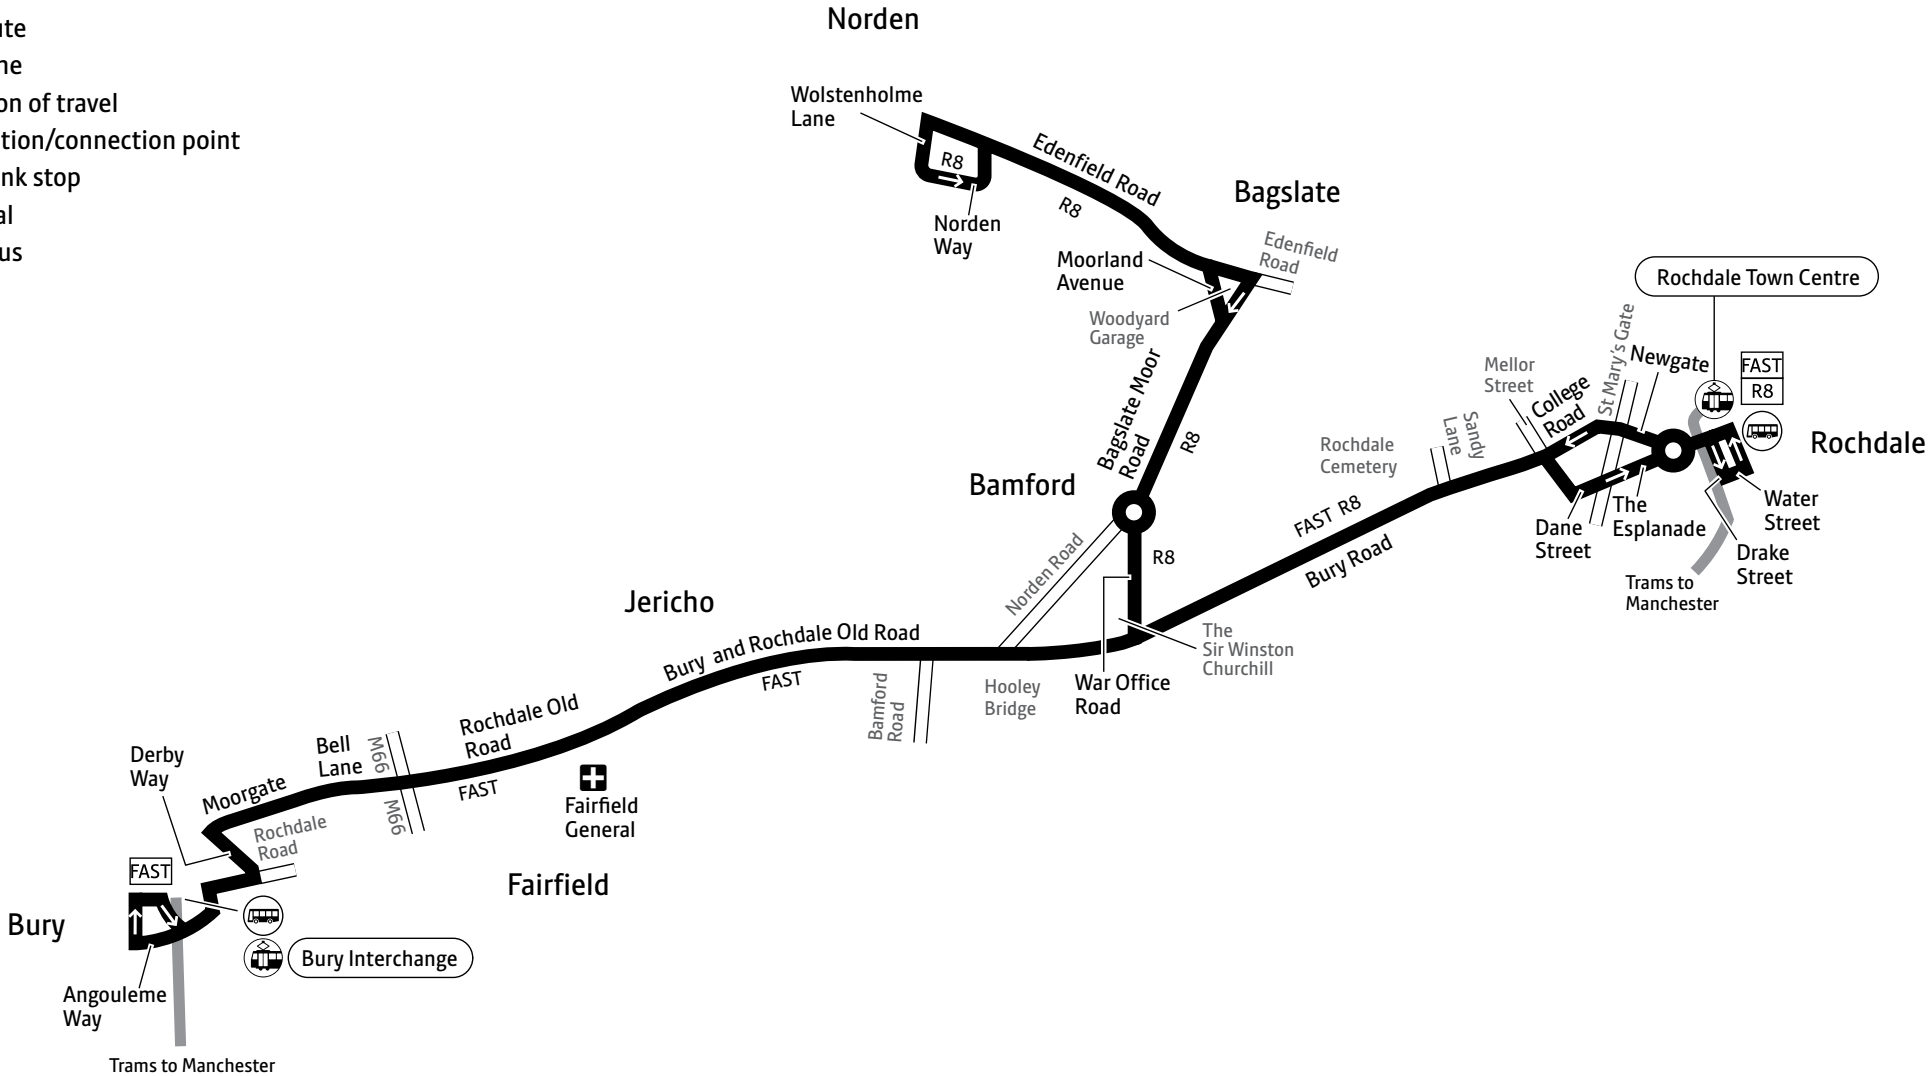 Norden
Wolstenholme
Lane
R8
Norden
Way
Edenfield Road
R8
Bagslate
Edenfield
Road
Moorland
Avenue
Woodyard
Garage
Bagslate Moor
Road
R8
Bamford
Norden Road
R8
The
Sir Winston
Churchill
War Office
Road
Hooley
Bridge
Bamford
Road
Jericho
Bury and Rochdale Old Road
FAST
Rochdale Old
Road
FAST
Fairfield
General
Fairfield
Bell
Lane
M66
M66
Moorgate
Derby
Way
Rochdale
Road
FAST
Bury
Bury Interchange
Angouleme
Way
Trams to Manchester
FAST R8
Bury Road
Rochdale
Cemetery
Sandy
Lane
Mellor
Street
College
Road
St Mary's Gate
Newgate
Rochdale Town Centre
FAST
R8
Rochdale
Water
Street
Drake
Street
The
Esplanade
Dane
Street
Trams to
Manchester
on of travel
tion/connection point
nk stop